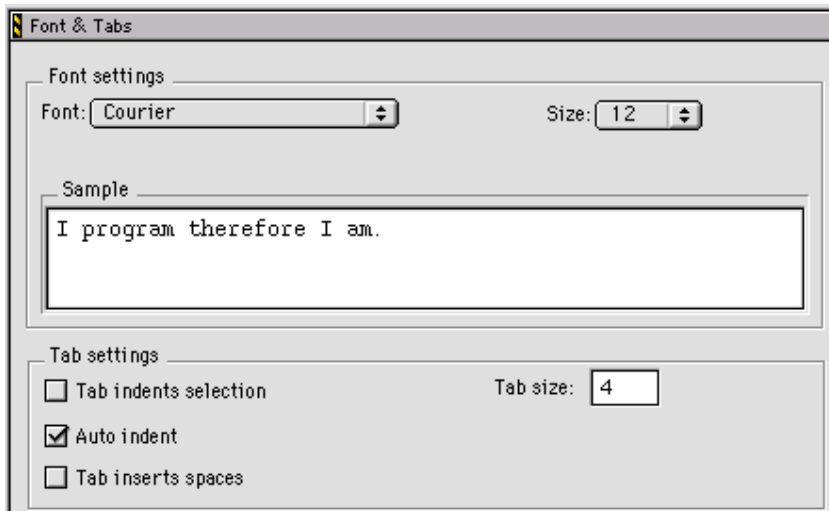 Font & Tabs
Font settings
Font: Courier Size: 12
Sample
I program therefore I am.
Tab settings
Tab indents selection Tab size: 4
Auto indent
Tab inserts spaces